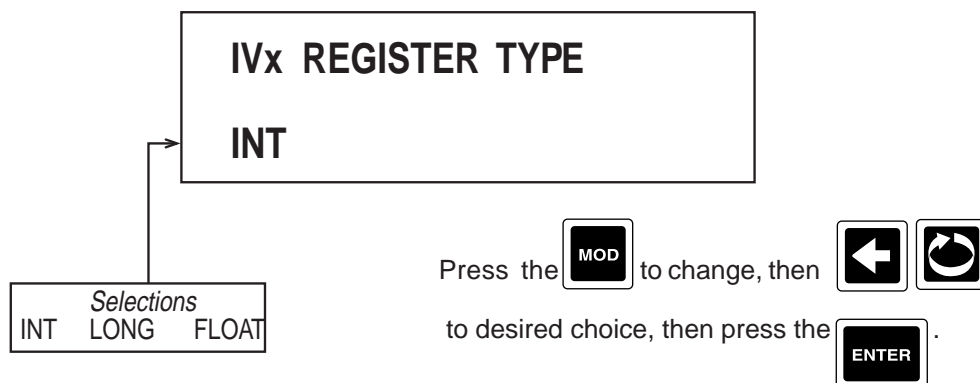 IVx REGISTER TYPE
INT
Press the MOD to change, then
Selections
INT LONG FLOAT
to desired choice, then press the ENTER .